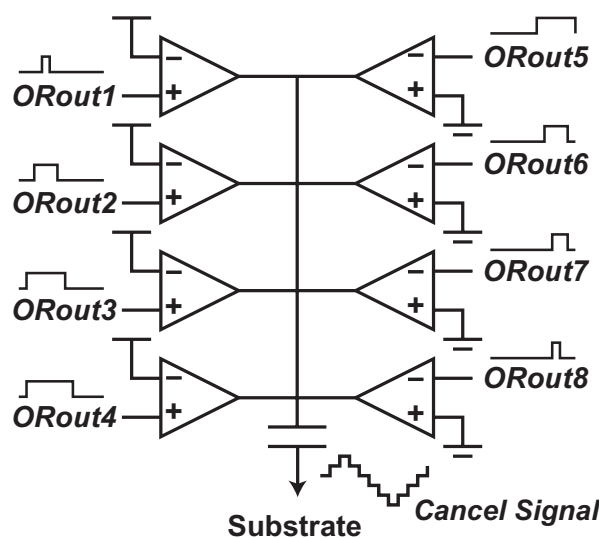 ORout1
ORout2
ORout3
ORout4
ORout5
ORout6
ORout7
ORout8
− +
− +
− +
− +
− +
− +
− +
− +
Cancel Signal
Substrate